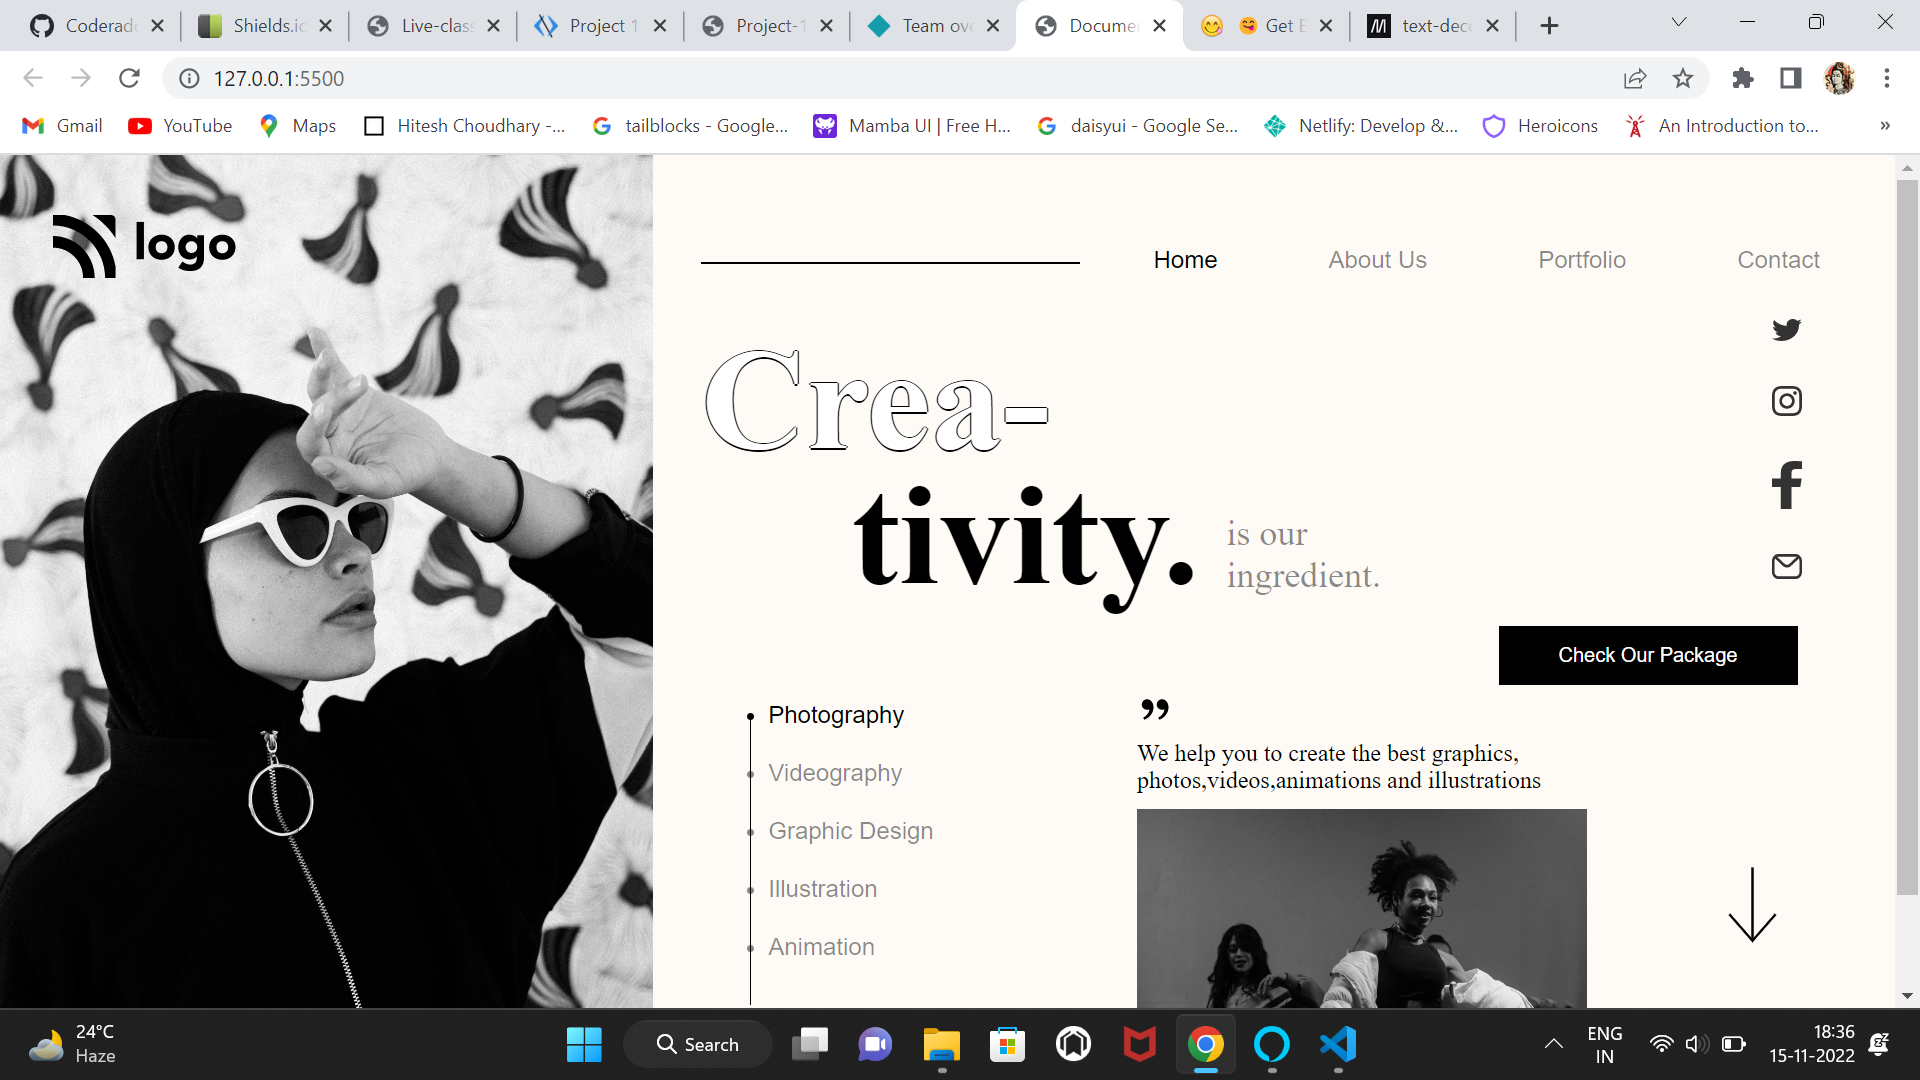 Coderad
Shields.io
Live-class
Project 1
Project-1
Team ove
Documen
Get E
text-deco
127.0.0.1:5500
Gmail
YouTube
Maps
Hitesh Choudhary -...
tailblocks - Google...
Mamba UI | Free H...
daisyui - Google Se...
Netlify: Develop &...
Heroicons
An Introduction to...
»
logo
Home
About Us
Portfolio
Contact
Crea-
tivity.
is our
ingredient.
Check Our Package
Photography
Videography
Graphic Design
Illustration
Animation
”
We help you to create the best graphics,
photos,videos,animations and illustrations
24°C
Haze
Search
ENG
IN
18:36
15-11-2022